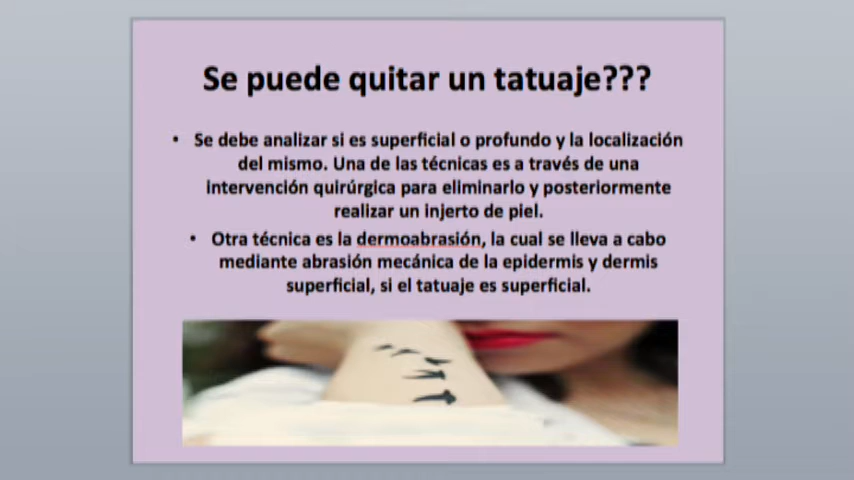 Se puede quitar un tatuaje???
• Se debe analizar si es superficial o profundo y la localización
del mismo. Una de las técnicas es a través de una
intervención quirúrgica para eliminarlo y posteriormente
realizar un injerto de piel.
• Otra técnica es la dermoabrasión, la cual se lleva a cabo
mediante abrasión mecánica de la epidermis y dermis
superficial, si el tatuaje es superficial.